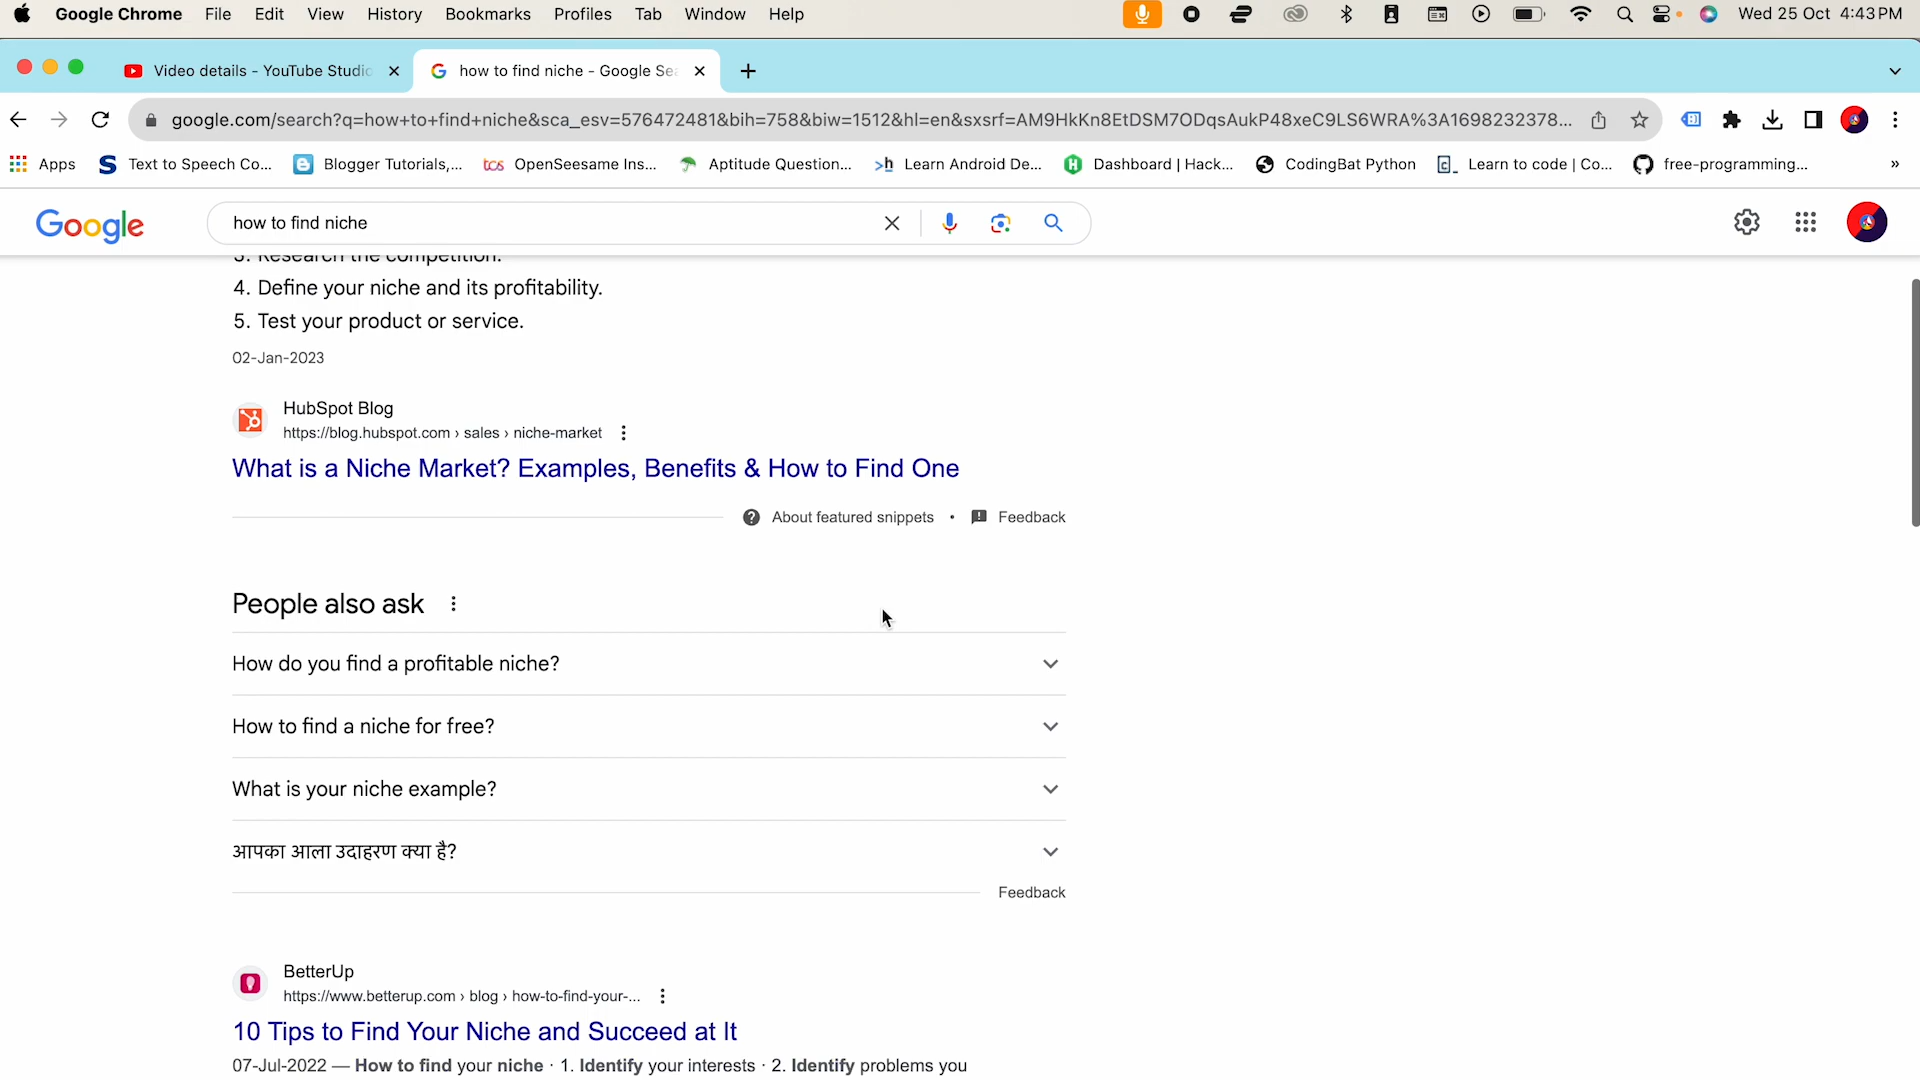 Google Chrome File Edit View History Bookmarks Profiles Tab Window Help Wed 25 Oct 4:43 PM
Video details - YouTube Studio how to find niche - Google Sea
google.com/search?q=how+to+find+niche&sca_esv=576472481&bih=758&biw=1512&hl=en&sxsrf=AM9HkKn8EtDSM7ODqsAukP48xeC9LS6WRA%3A1698232378...
Apps Text to Speech Co... Blogger Tutorials,... tcs OpenSeesame Ins... Aptitude Question... Learn Android De... Dashboard | Hack... CodingBat Python Learn to code | Co... free-programming... »
Google how to find niche
3. Research the competition.
4. Define your niche and its profitability.
5. Test your product or service.
02-Jan-2023
HubSpot Blog
https://blog.hubspot.com › sales › niche-market
What is a Niche Market? Examples, Benefits & How to Find One
About featured snippets • Feedback
People also ask
How do you find a profitable niche?
How to find a niche for free?
What is your niche example?
आपका आला उदाहरण क्या है?
Feedback
BetterUp
https://www.betterup.com › blog › how-to-find-your-...
10 Tips to Find Your Niche and Succeed at It
07-Jul-2022 — How to find your niche · 1. Identify your interests · 2. Identify problems you